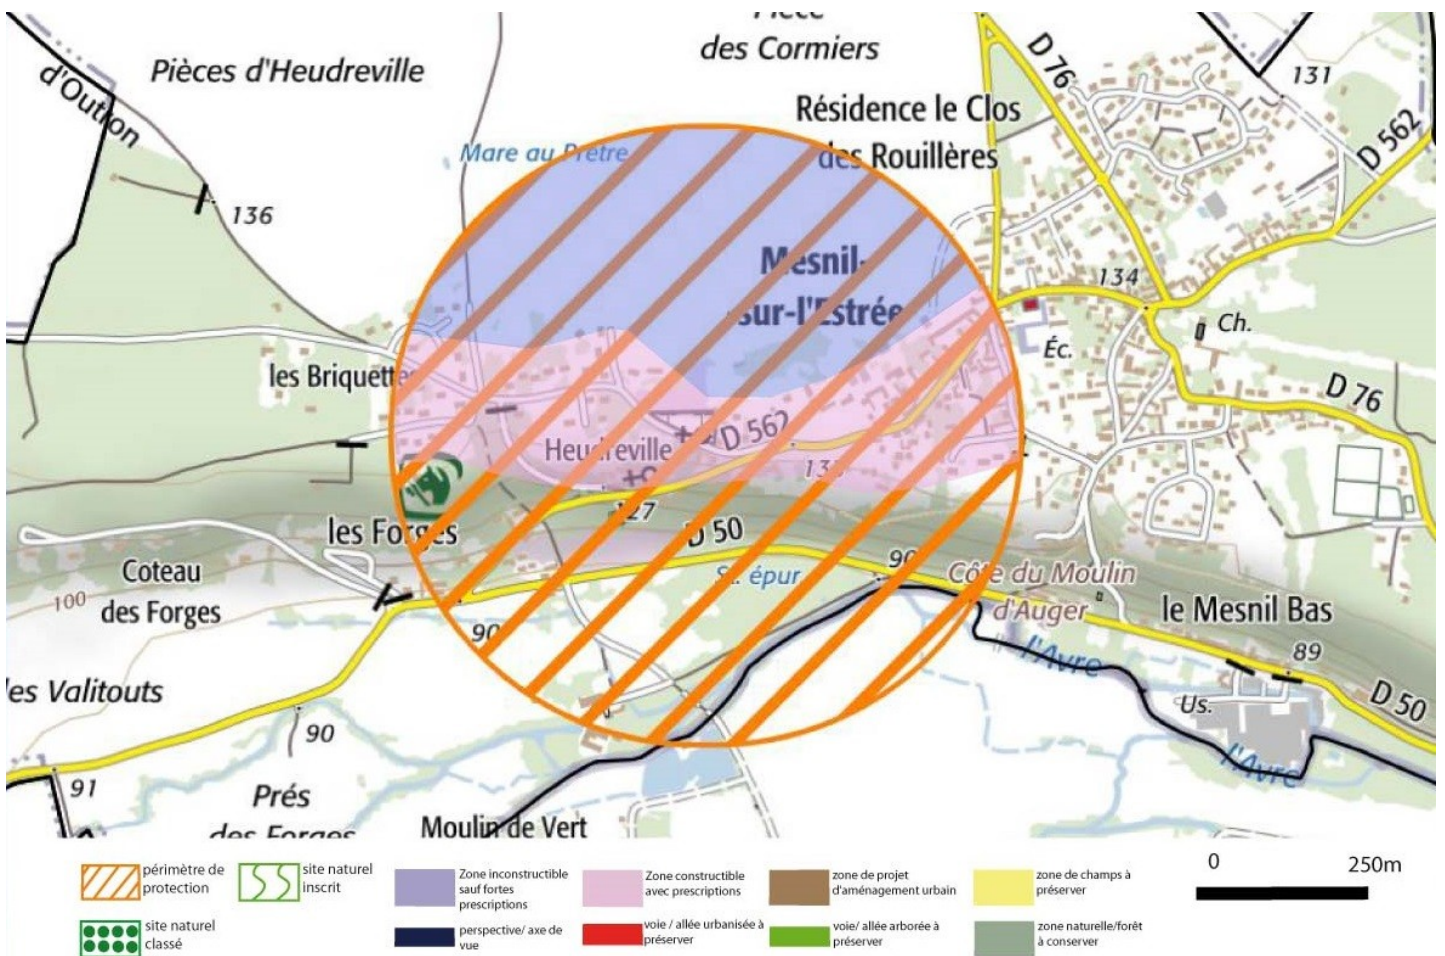 des Cormiers
Pièces d'Heudreville
d'Outron
D 76
131
Résidence le Clos
des Rouillères
D 562
Mare au Prêtre
136
Mesnil-
sur-l'Estrée
134
Ch.
Éc.
les Briquette
D 76
D 562
Heudreville
127
les Forges
D 50
St. épur
90
Côte du Moulin
d'Auger
Coteau
des Forges
100
le Mesnil Bas
90
l'Avre
89
les Valitouts
Us.
D 50
90
l'Avre
91
Prés
des Forges
Moulin de Vert
périmètre de
protection
site naturel
inscrit
Zone inconstructible
sauf fortes
prescriptions
Zone constructible
avec prescriptions
zone de projet
d'aménagement urbain
zone de champs à
préserver
0 250m
site naturel
classé
perspective/ axe de
vue
voie/ allée urbanisée à
préserver
voie/ allée arborée à
préserver
zone naturelle/forêt
à conserver